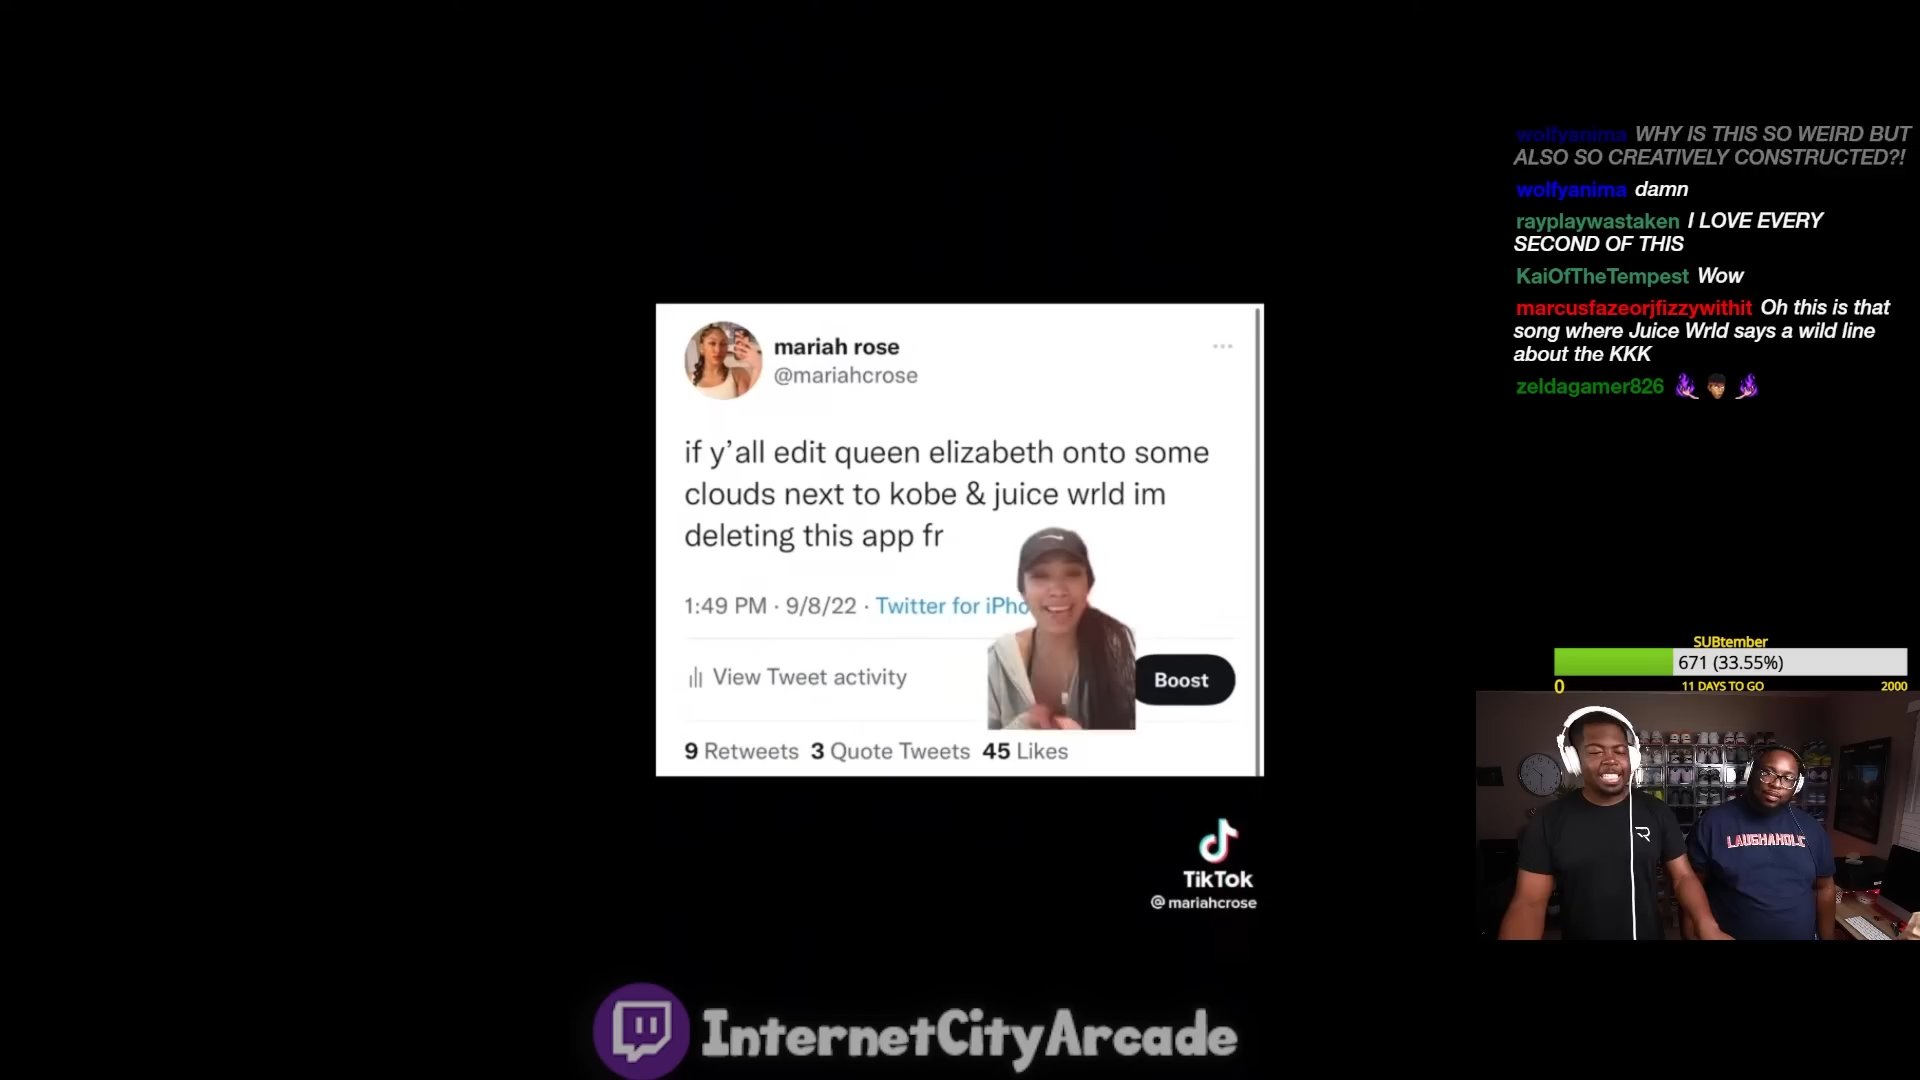 wolfyanima WHY IS THIS SO WEIRD BUT
ALSO SO CREATIVELY CONSTRUCTED?!
wolfyanima damn
rayplaywastaken I LOVE EVERY
SECOND OF THIS
KaiOfTheTempest Wow
marcusfazeorjfizzywithit Oh this is that
song where Juice Wrld says a wild line
about the KKK
zeldagamer826
mariah rose
@mariahcrose
if y’all edit queen elizabeth onto some
clouds next to kobe & juice wrld im
deleting this app fr
1:49 PM · 9/8/22 · Twitter for iPho
View Tweet activity
Boost
9 Retweets 3 Quote Tweets 45 Likes
TikTok
@mariahcrose
SUBtember
671 (33.55%)
0 11 DAYS TO GO 2000
LAUGHAHOLIC
InternetCityArcade